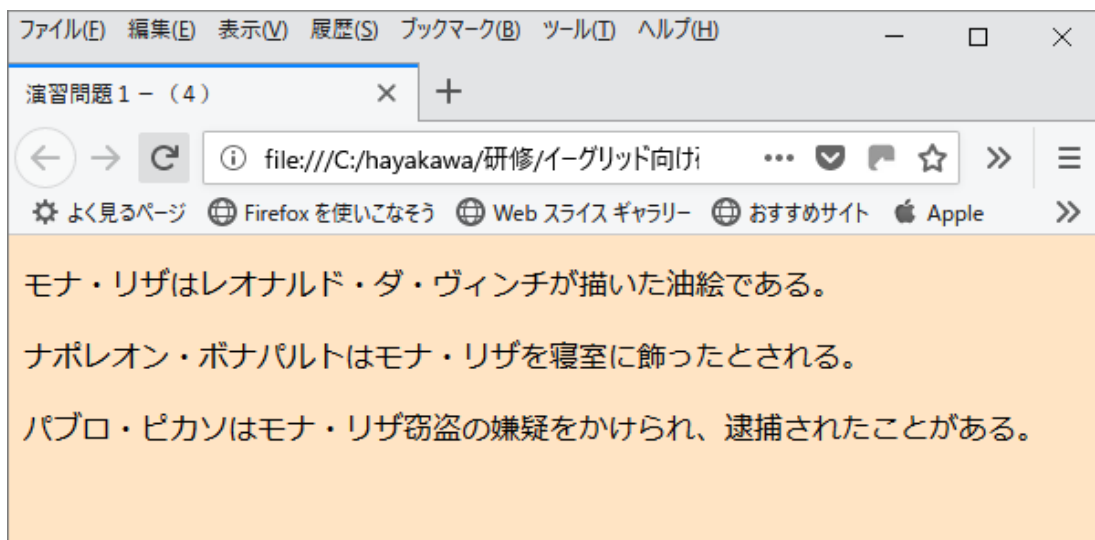 ファイル(F) 編集(E) 表示(V) 履歴(S) ブックマーク(B) ツール(T) ヘルプ(H)
演習問題1-(4)
file:///C:/hayakawa/研修/イーグリッド向け
よく見るページ Firefox を使いこなそう Web スライス ギャラリー おすすめサイト Apple
モナ・リザはレオナルド・ダ・ヴィンチが描いた油絵である。
ナポレオン・ボナパルトはモナ・リザを寝室に飾ったとされる。
パブロ・ピカソはモナ・リザ窃盗の嫌疑をかけられ、逮捕されたことがある。